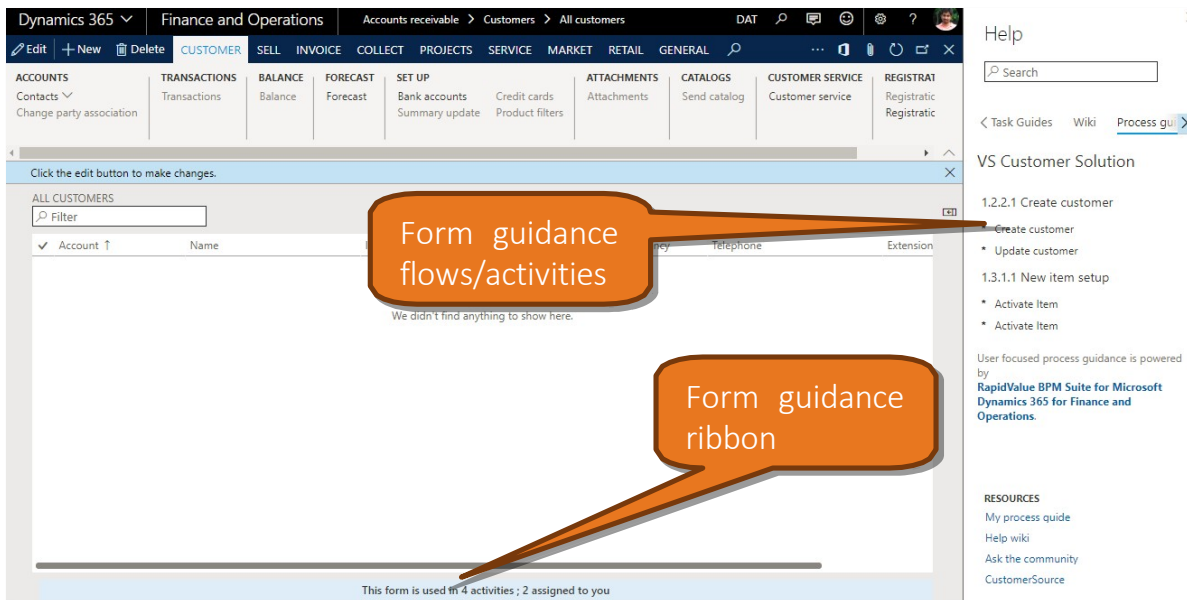 Dynamics 365 Finance and Operations Accounts receivable > Customers > All customers DAT ?
Edit + New Delete CUSTOMER SELL INVOICE COLLECT PROJECTS SERVICE MARKET RETAIL GENERAL ...
ACCOUNTS TRANSACTIONS BALANCE FORECAST SET UP ATTACHMENTS CATALOGS CUSTOMER SERVICE REGISTRAT
Contacts Transactions Balance Forecast Bank accounts Credit cards Attachments Send catalog Customer service Registratic
Change party association Summary update Product filters Registratic
Click the edit button to make changes.
ALL CUSTOMERS
Filter
Account ↑ Name Telephone Extension
We didn't find anything to show here.
Form guidance
flows/activities
Form guidance
ribbon
This form is used in 4 activities ; 2 assigned to you
Help
Search
< Task Guides Wiki Process gui >
VS Customer Solution
1.2.2.1 Create customer
* Create customer
* Update customer
1.3.1.1 New item setup
* Activate Item
* Activate Item
User focused process guidance is powered
by
RapidValue BPM Suite for Microsoft
Dynamics 365 for Finance and
Operations.
RESOURCES
My process guide
Help wiki
Ask the community
CustomerSource